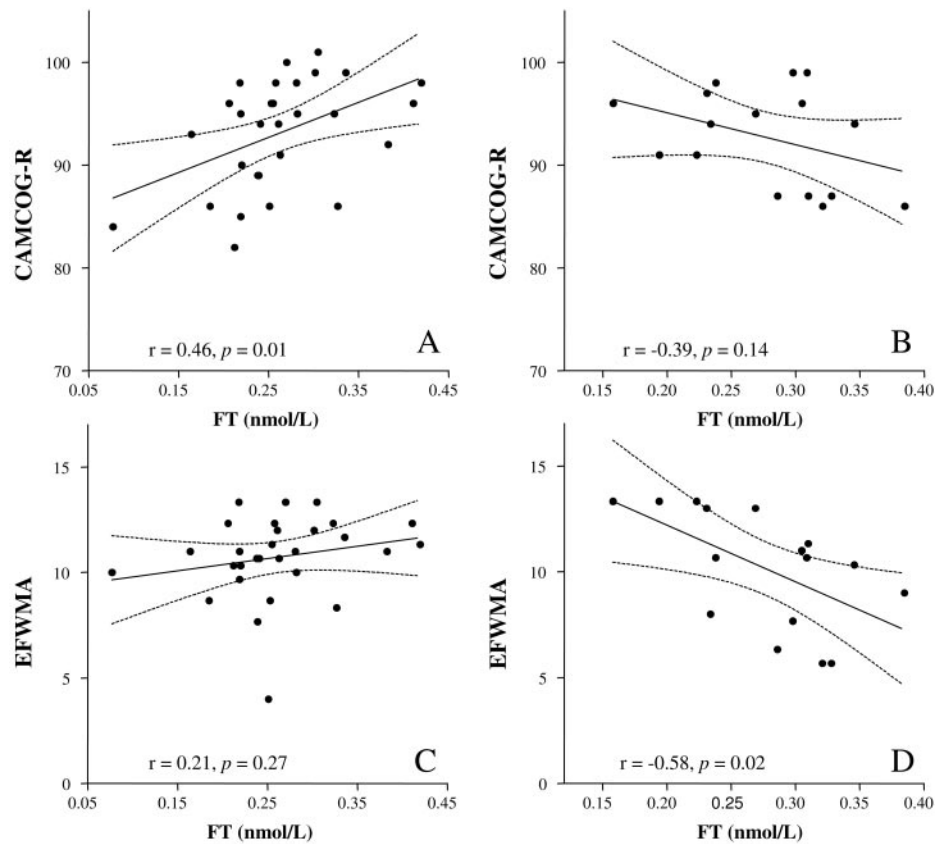 100
90
80
70
CAMCOG-R
r = 0.46, p = 0.01
A
0.05 0.15 0.25 0.35 0.45
FT (nmol/L)
100
90
80
70
CAMCOG-R
r = -0.39, p = 0.14
B
0.15 0.20 0.25 0.30 0.35 0.40
FT (nmol/L)
15
10
5
0
EFWMA
r = 0.21, p = 0.27
C
0.05 0.15 0.25 0.35 0.45
FT (nmol/L)
15
10
5
0
EFWMA
r = -0.58, p = 0.02
D
0.15 0.20 0.25 0.30 0.35 0.40
FT (nmol/L)